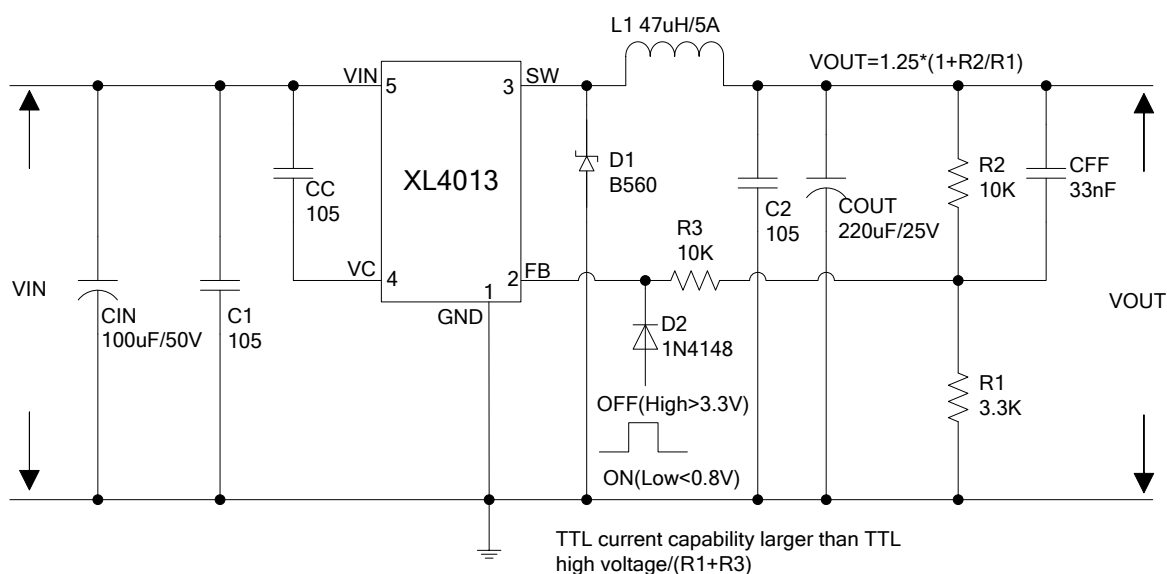 L1 47uH/5A
VOUT=1.25*(1+R2/R1)
VIN
5
3
SW
XL4013
CC
105
D1
B560
R2
10K
CFF
33nF
C2
105
COUT
220uF/25V
R3
10K
VC
4
2
FB
1
GND
VIN
VOUT
CIN
100uF/50V
C1
105
D2
1N4148
R1
3.3K
OFF(High>3.3V)
ON(Low<0.8V)
TTL current capability larger than TTL
high voltage/(R1+R3)